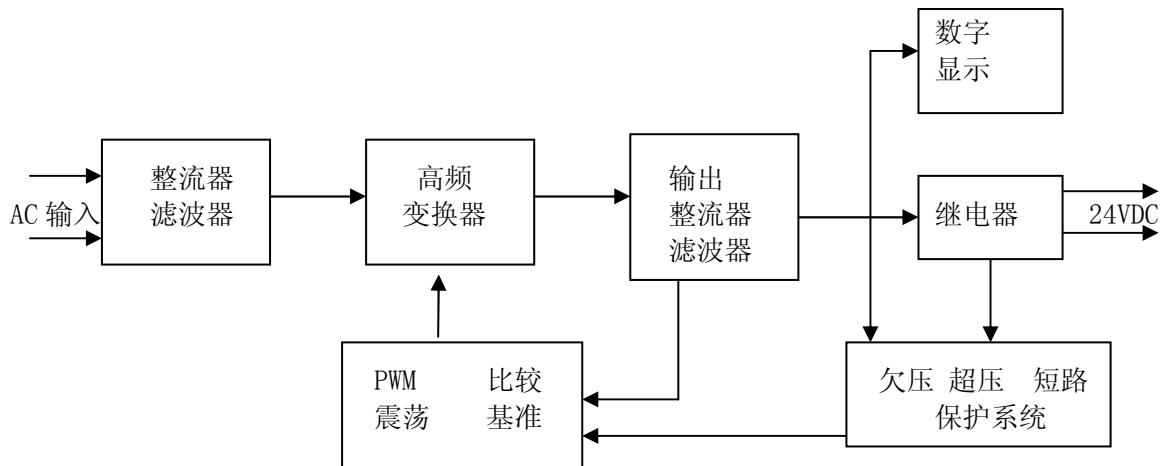 数字
显示
整流器
滤波器
AC 输入
高频
变换器
输出
整流器
滤波器
继电器
24VDC
PWM 比较
震荡 基准
欠压 超压 短路
保护系统